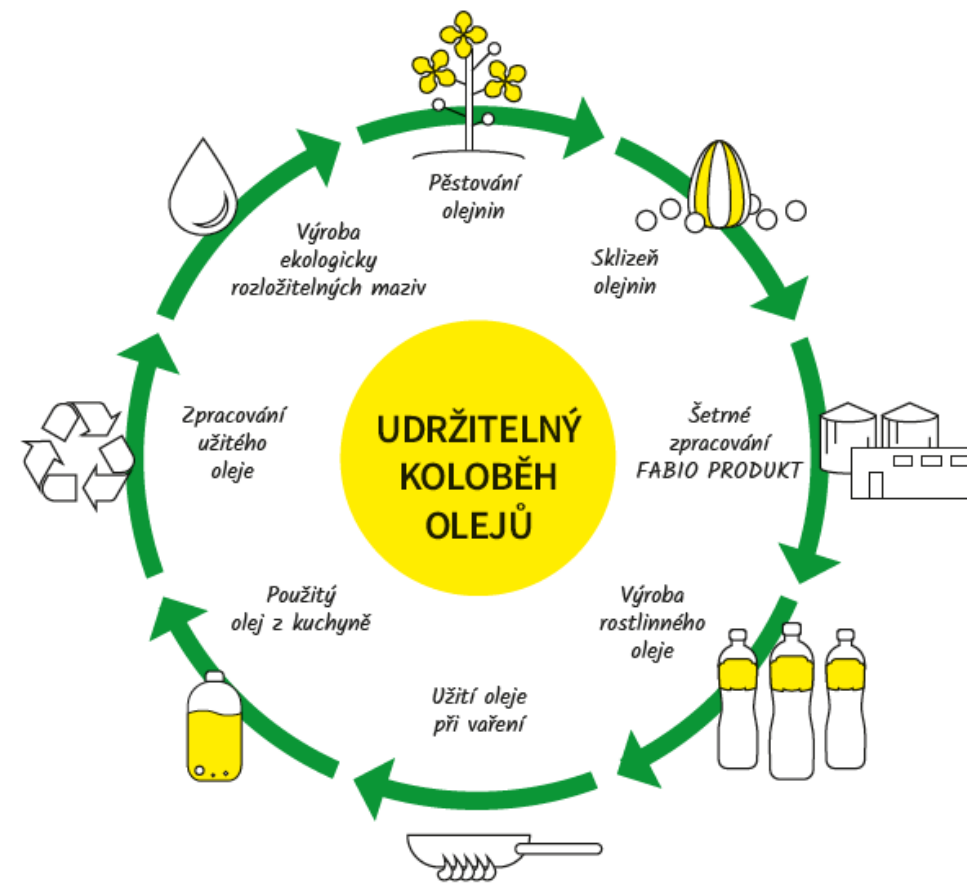 Pěstování
olejnin
Sklizeň
olejnin
Šetrné
zpracování
FABIO PRODUKT
Výroba
rostlinného
oleje
Užití oleje
při vaření
Použitý
olej z kuchyně
Zpracování
užitého
oleje
Výroba
ekologicky
rozložitelných maziv
UDRŽITELNÝ
KOLOBĚH
OLEJŮ